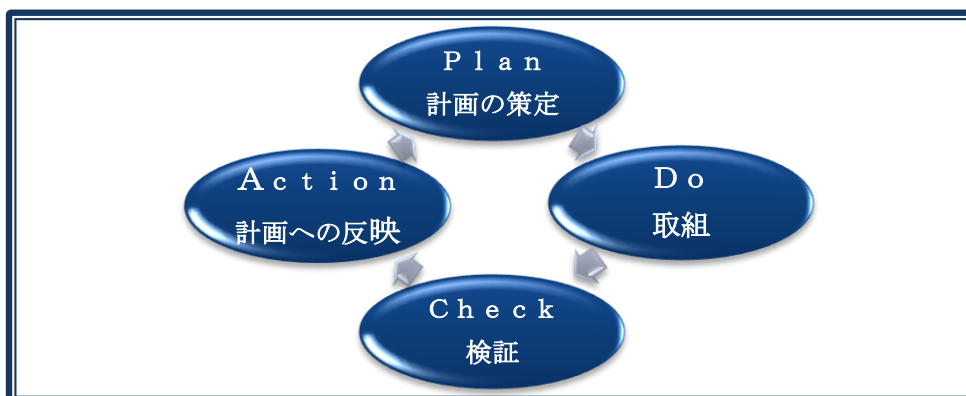 Ｐｌａｎ
計画の策定
Ａｃｔｉｏｎ
計画への反映
Ｄｏ
取組
Ｃｈｅｃｋ
検証